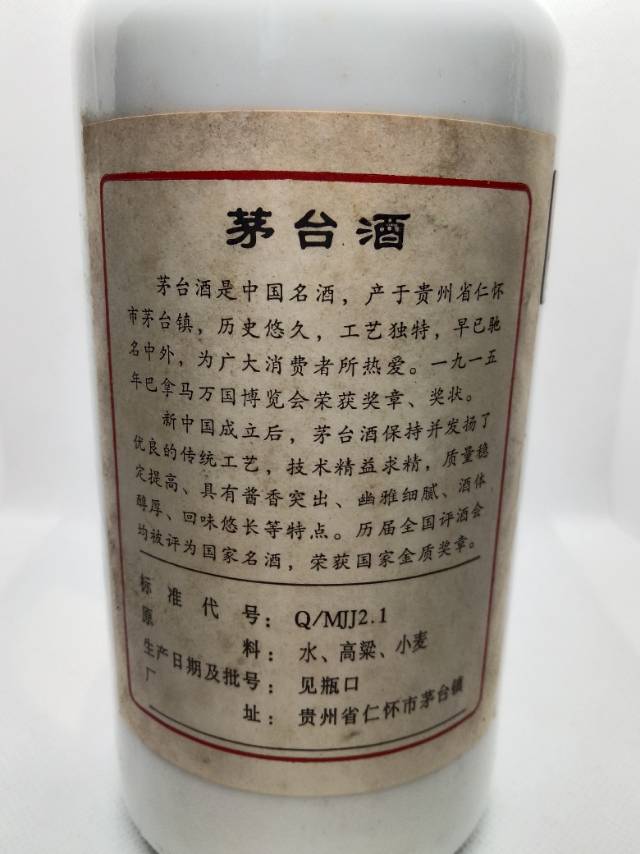 茅台酒
茅台酒是中国名酒，产于贵州省仁怀
市茅台镇，历史悠久，工艺独特，早已驰
名中外，为广大消费者所热爱。一九一五
年巴拿马万国博览会荣获奖章、奖状。
新中国成立后，茅台酒保持并发扬了
优良的传统工艺，技术精益求精，质量稳
定提高、具有酱香突出、幽雅细腻、酒体
醇厚、回味悠长等特点。历届全国评酒会
均被评为国家名酒，荣获国家金质奖章。
标准代号：Q/MJJ2.1
原料：水、高粱、小麦
生产日期及批号：见瓶口
厂址：贵州省仁怀市茅台镇